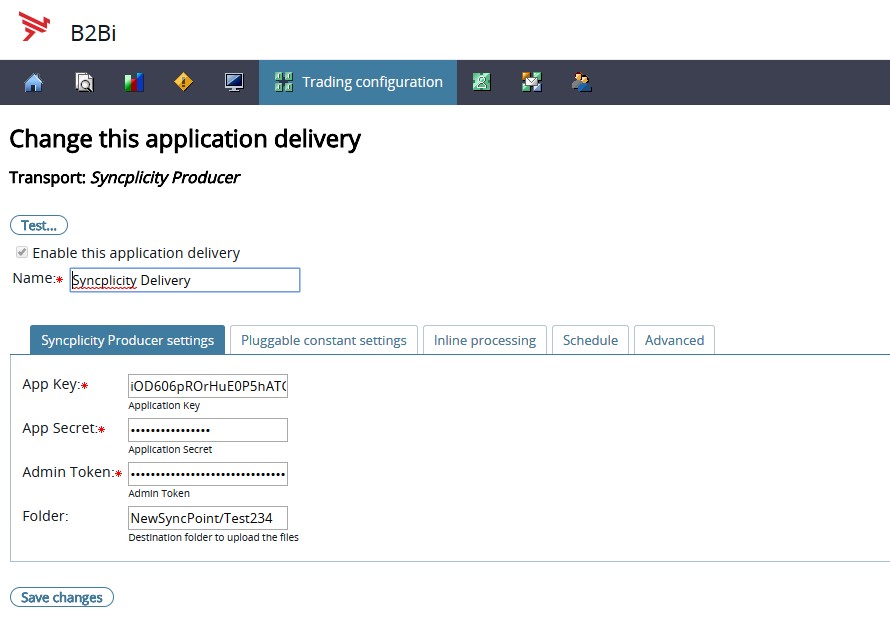 B2Bi
Trading configuration
Change this application delivery
Transport: Syncplicity Producer
Test...
Enable this application delivery
Name:* Syncplicity Delivery
Syncplicity Producer settings Pluggable constant settings Inline processing Schedule Advanced
App Key:* iOD606pROrHuE0P5hAT
Application Key
App Secret:* ••••••••••••••••
Application Secret
Admin Token:* •••••••••••••••••••••••••••••••
Admin Token
Folder: NewSyncPoint/Test234
Destination folder to upload the files
Save changes